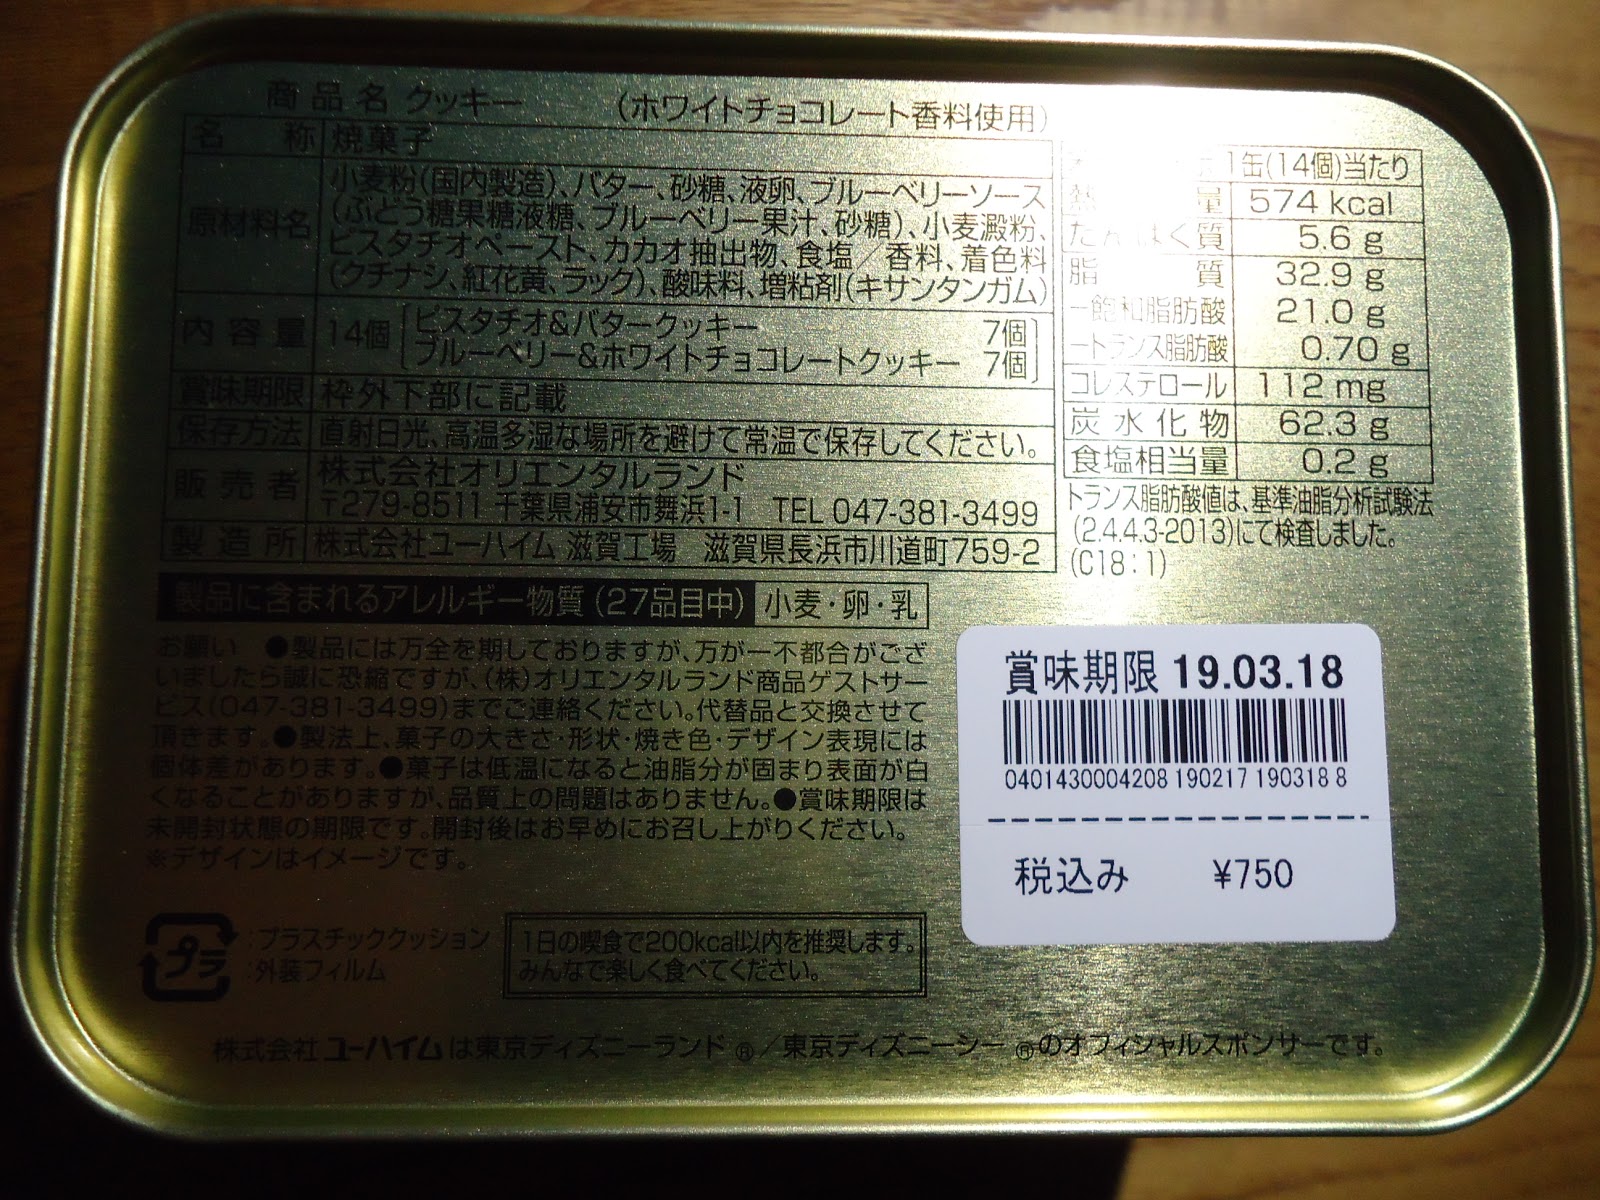 商品名 クッキー (ホワイトチョコレート香料使用)
名 称 焼菓子
原材料名 小麦粉(国内製造)、バター、砂糖、液卵、ブルーベリーソース
(ぶどう糖果糖液糖、ブルーベリー果汁、砂糖)、小麦澱粉、
ピスタチオペースト、カカオ抽出物、食塩/香料、着色料
(クチナシ、紅花黄、ラック)、酸味料、増粘剤(キサンタンガム)
内容量 14個 ピスタチオ&バタークッキー 7個
ブルーベリー&ホワイトチョコレートクッキー 7個
賞味期限 枠外下部に記載
保存方法 直射日光、高温多湿な場所を避けて常温で保存してください。
販売者 株式会社オリエンタルランド
〒279-8511 千葉県浦安市舞浜1-1 TEL 047-381-3499
製造所 株式会社ユーハイム 滋賀工場 滋賀県長浜市川道町759-2
1缶(14個)当たり
熱 量 574 kcal
たんぱく質 5.6 g
脂 質 32.9 g
−飽和脂肪酸 21.0 g
−トランス脂肪酸 0.70 g
コレステロール 112 mg
炭水化物 62.3 g
食塩相当量 0.2 g
トランス脂肪酸値は、基準油脂分析試験法
(2.4.4.3-2013)にて検査しました。
(C18:1)
製品に含まれるアレルギー物質(27品目中) 小麦・卵・乳
お願い ●製品には万全を期しておりますが、万が一不都合がござ
いましたら誠に恐縮ですが、(株)オリエンタルランド商品ゲストサー
ビス(047-381-3499)までご連絡ください。代替品と交換させて
頂きます。●製法上、菓子の大きさ・形状・焼き色・デザイン表現には
個体差があります。●菓子は低温になると油脂分が固まり表面が白
くなることがありますが、品質上の問題はありません。●賞味期限は
未開封状態の期限です。開封後はお早めにお召し上がりください。
※デザインはイメージです。
賞味期限 19.03.18
0401430004208 190217 190318 8
税込み ¥750
プラ :プラスチッククッション
:外装フィルム
1日の喫食で200kcal以内を推奨します。
みんなで楽しく食べてください。
株式会社 ユーハイムは東京ディズニーランド®/東京ディズニーシー®のオフィシャルスポンサーです。